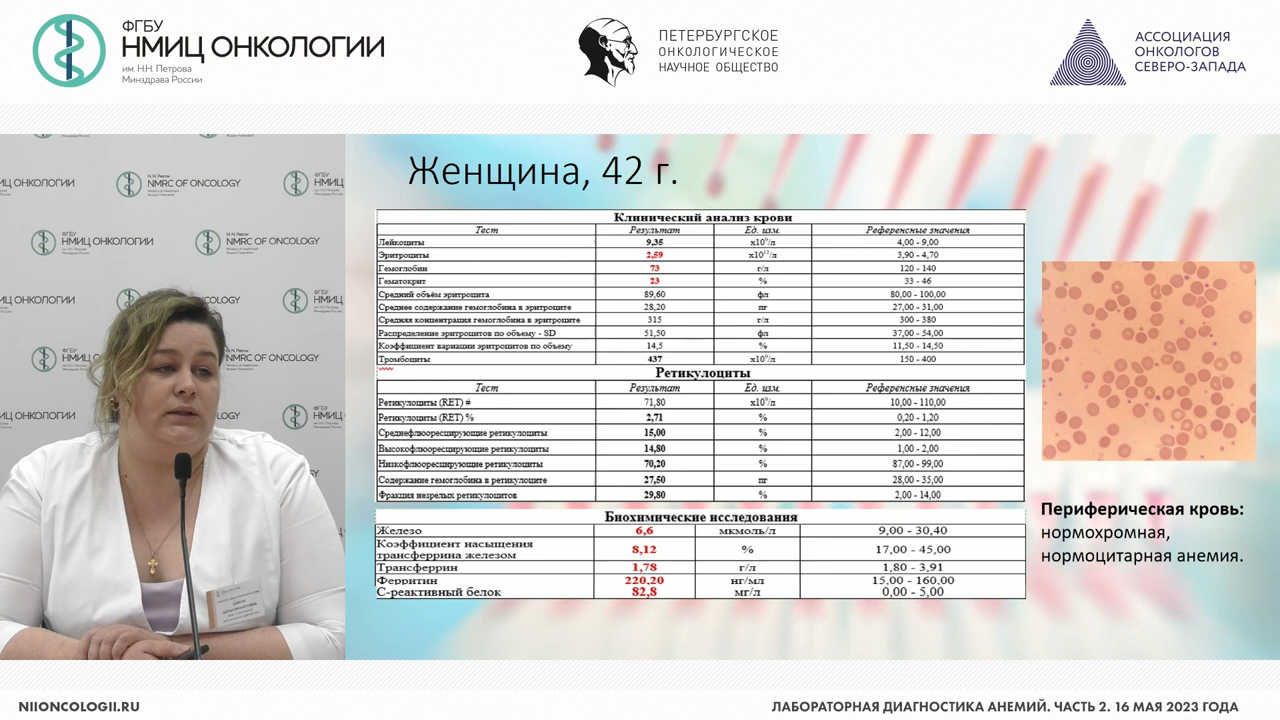 ФГБУ
НМИЦ ОНКОЛОГИИ
им. Н.Н. Петрова
Минздрава России
ПЕТЕРБУРГСКОЕ
ОНКОЛОГИЧЕСКОЕ
НАУЧНОЕ ОБЩЕСТВО
АССОЦИАЦИЯ
ОНКОЛОГОВ
СЕВЕРО-ЗАПАДА
NMRC OF ONCOLOGY
NMRC OF ONCOLOGY
Женщина, 42 г.
Клинический анализ крови
Тест Результат Ед. изм. Референсные значения
Лейкоциты 9,35 x10⁹/л 4,00 - 9,00
Эритроциты 2,59 x10¹²/л 3,90 - 4,70
Гемоглобин 73 г/л 120 - 140
Гематокрит 23 % 33 - 46
Средний объём эритроцита 89,60 фл 80,00 - 100,00
Среднее содержание гемоглобина в эритроците 28,20 пг 27,00 - 31,00
Средняя концентрация гемоглобина в эритроците 315 г/л 300 - 380
Распределение эритроцитов по объему - SD 51,50 фл 37,00 - 54,00
Коэффициент вариации эритроцитов по объему 14,5 % 11,50 - 14,50
Тромбоциты 437 x10⁹/л 150 - 400
Ретикулоциты
Тест Результат Ед. изм. Референсные значения
Ретикулоциты (RET) # 71,80 x10⁹/л 10,00 - 110,00
Ретикулоциты (RET) % 2,71 % 0,20 - 1,20
Среднефлюоресцирующие ретикулоциты 15,00 % 2,00 - 12,00
Высокофлюоресцирующие ретикулоциты 14,80 % 1,00 - 2,00
Низкофлюоресцирующие ретикулоциты 70,20 % 87,00 - 99,00
Содержание гемоглобина в ретикулоците 27,50 пг 28,00 - 35,00
Фракция незрелых ретикулоцитов 29,80 % 2,00 - 14,00
Биохимические исследования
Железо 6,6 мкмоль/л 9,00 - 30,40
Коэффициент насыщения
трансферрина железом 8,12 % 17,00 - 45,00
Трансферрин 1,78 г/л 1,80 - 3,91
Феритин 220,20 нг/мл 15,00 - 160,00
С-реактивный белок 82,8 мг/л 0,00 - 5,00
Периферическая кровь:
нормохромная,
нормоцитарная анемия.
NIIONCOLOGII.RU
ЛАБОРАТОРНАЯ ДИАГНОСТИКА АНЕМИЙ. ЧАСТЬ 2. 16 МАЯ 2023 ГОДА